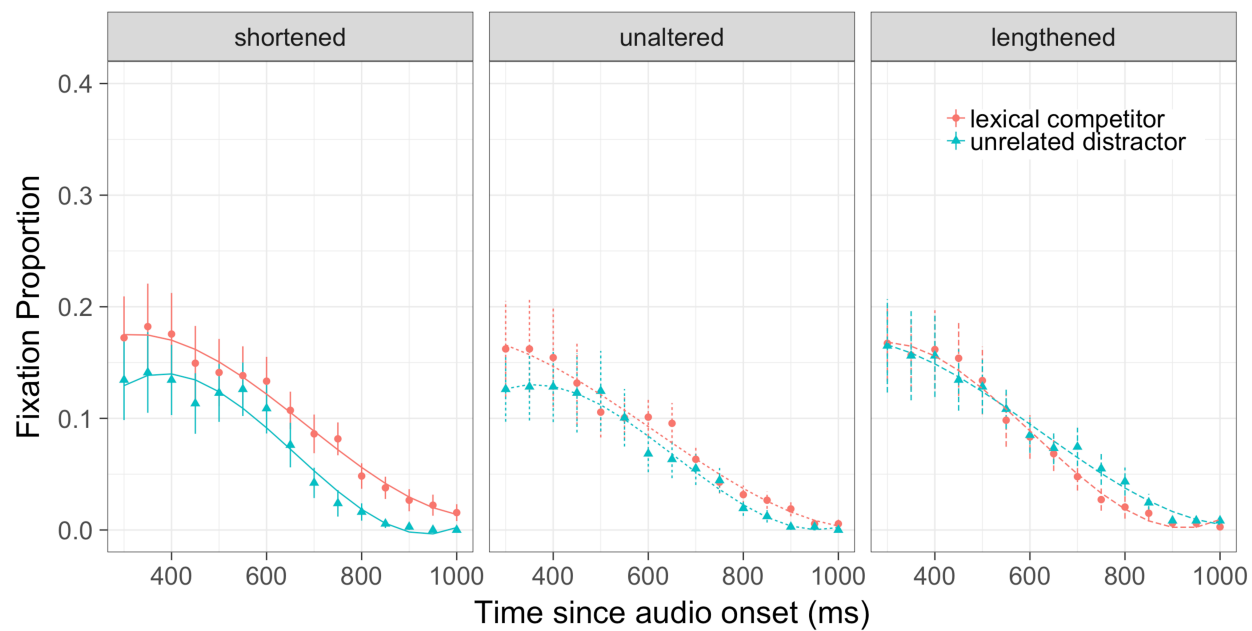 shortened unaltered lengthened
0.4
lexical competitor
unrelated distractor
0.3
0.2
0.1
0.0
400 600 800 1000 400 600 800 1000 400 600 800 1000
Time since audio onset (ms)
Fixation Proportion